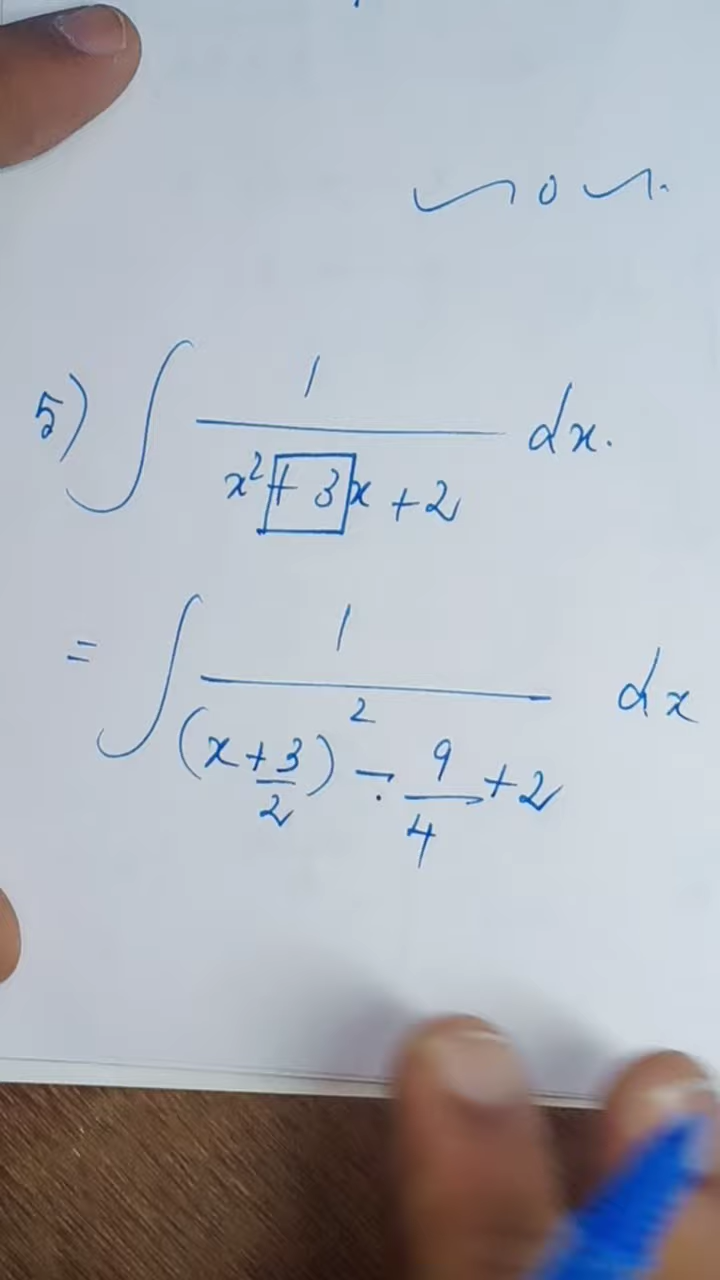 5) ∫ 1 / (x² + 3x + 2) dx.
= ∫ 1 / ((x + 3/2)² - 9/4 + 2) dx